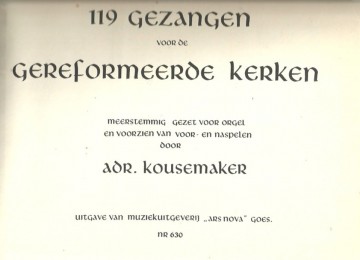 119 GEZANGEN
VOOR DE
GEREFORMEERDE KERKEN
MEERSTEMMIG GEZET VOOR ORGEL
EN VOORZIEN VAN VOOR- EN NASPELEN
DOOR
ADR. KOUSEMAKER
UITGAVE VAN MUZIEKUITGEVERIJ „ARS NOVA" GOES.
NR 630